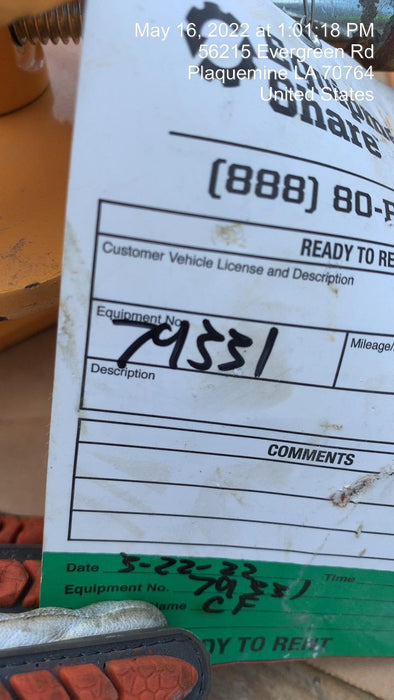 May 16, 2022 at 1:01:18 PM
56215 Evergreen Rd
Plaquemine LA 70764
United States
Share
(888) 80-
READY TO RE
Customer Vehicle License and Description
Equipment No.
79331
Mileage/
Description
COMMENTS
Date 3-22-22
Time
Equipment No. 79331
ame CF
DY TO RENT